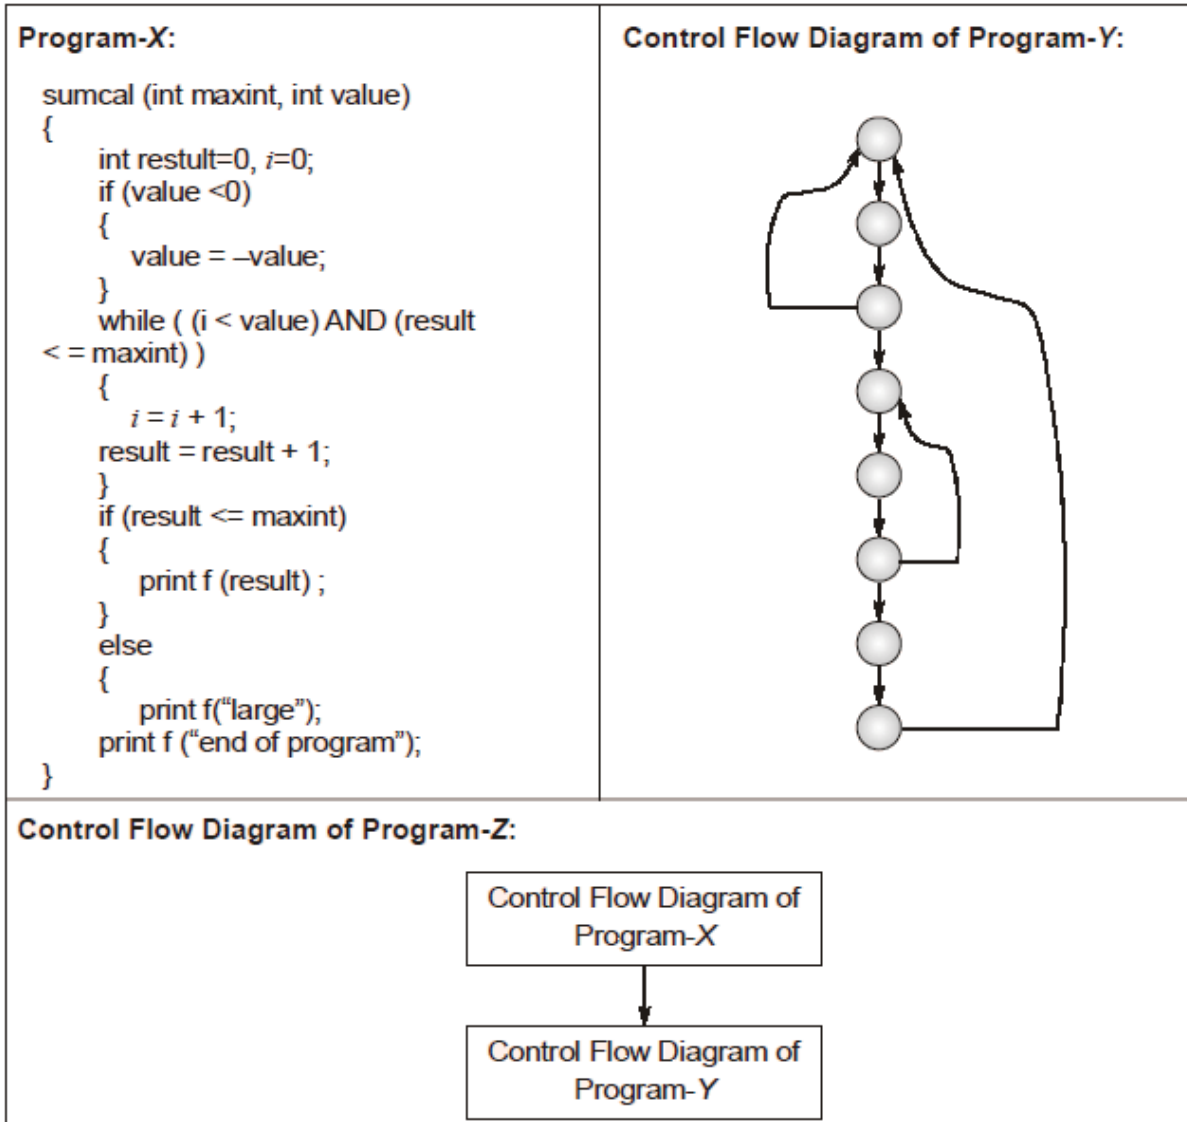 Program-X:
sumcal (int maxint, int value)
{
int restult=0, i=0;
if (value <0)
{
value = –value;
}
while ( (i < value) AND (result
< = maxint) )
{
i = i + 1;
result = result + 1;
}
if (result <= maxint)
{
print f (result) ;
}
else
{
print f(“large”);
print f (“end of program”);
}
Control Flow Diagram of Program-Y:
Control Flow Diagram of Program-Z:
Control Flow Diagram of
Program-X
Control Flow Diagram of
Program-Y